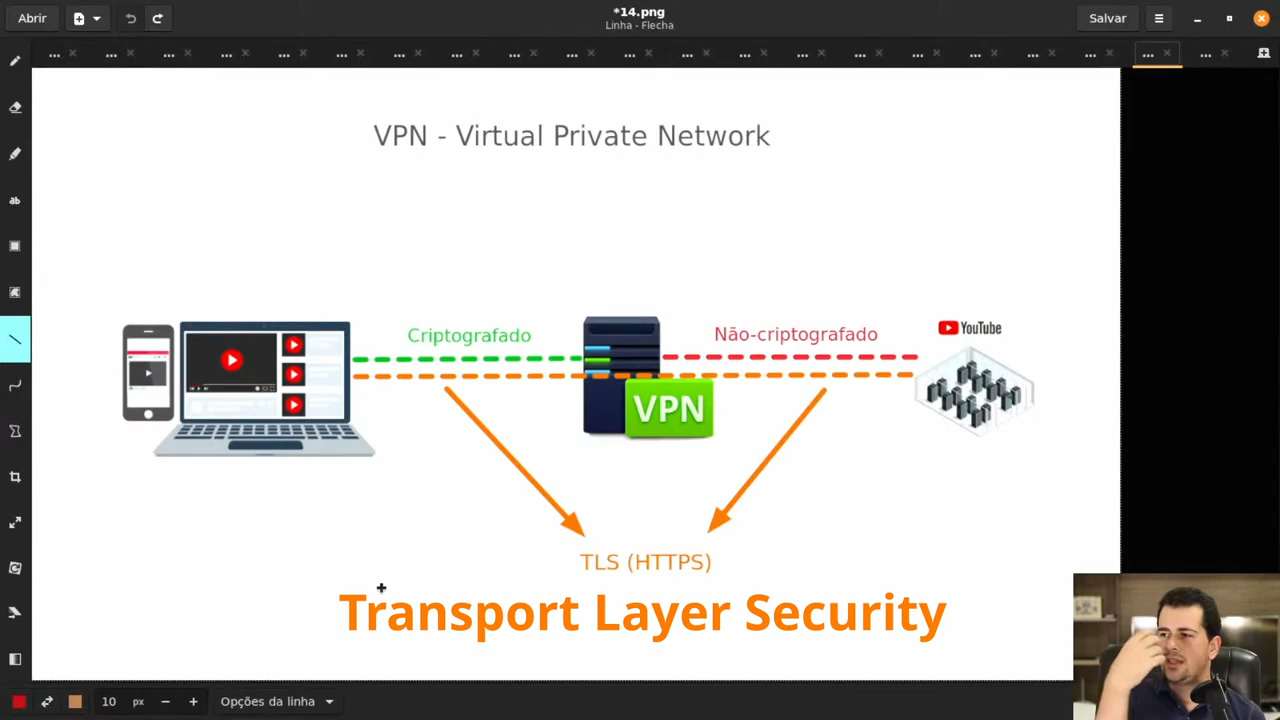 Abrir
*14.png
Linha - Flecha
Salvar
VPN - Virtual Private Network
Criptografado
Não-criptografado
YouTube
VPN
TLS (HTTPS)
Transport Layer Security
ab
10 px
Opções da linha